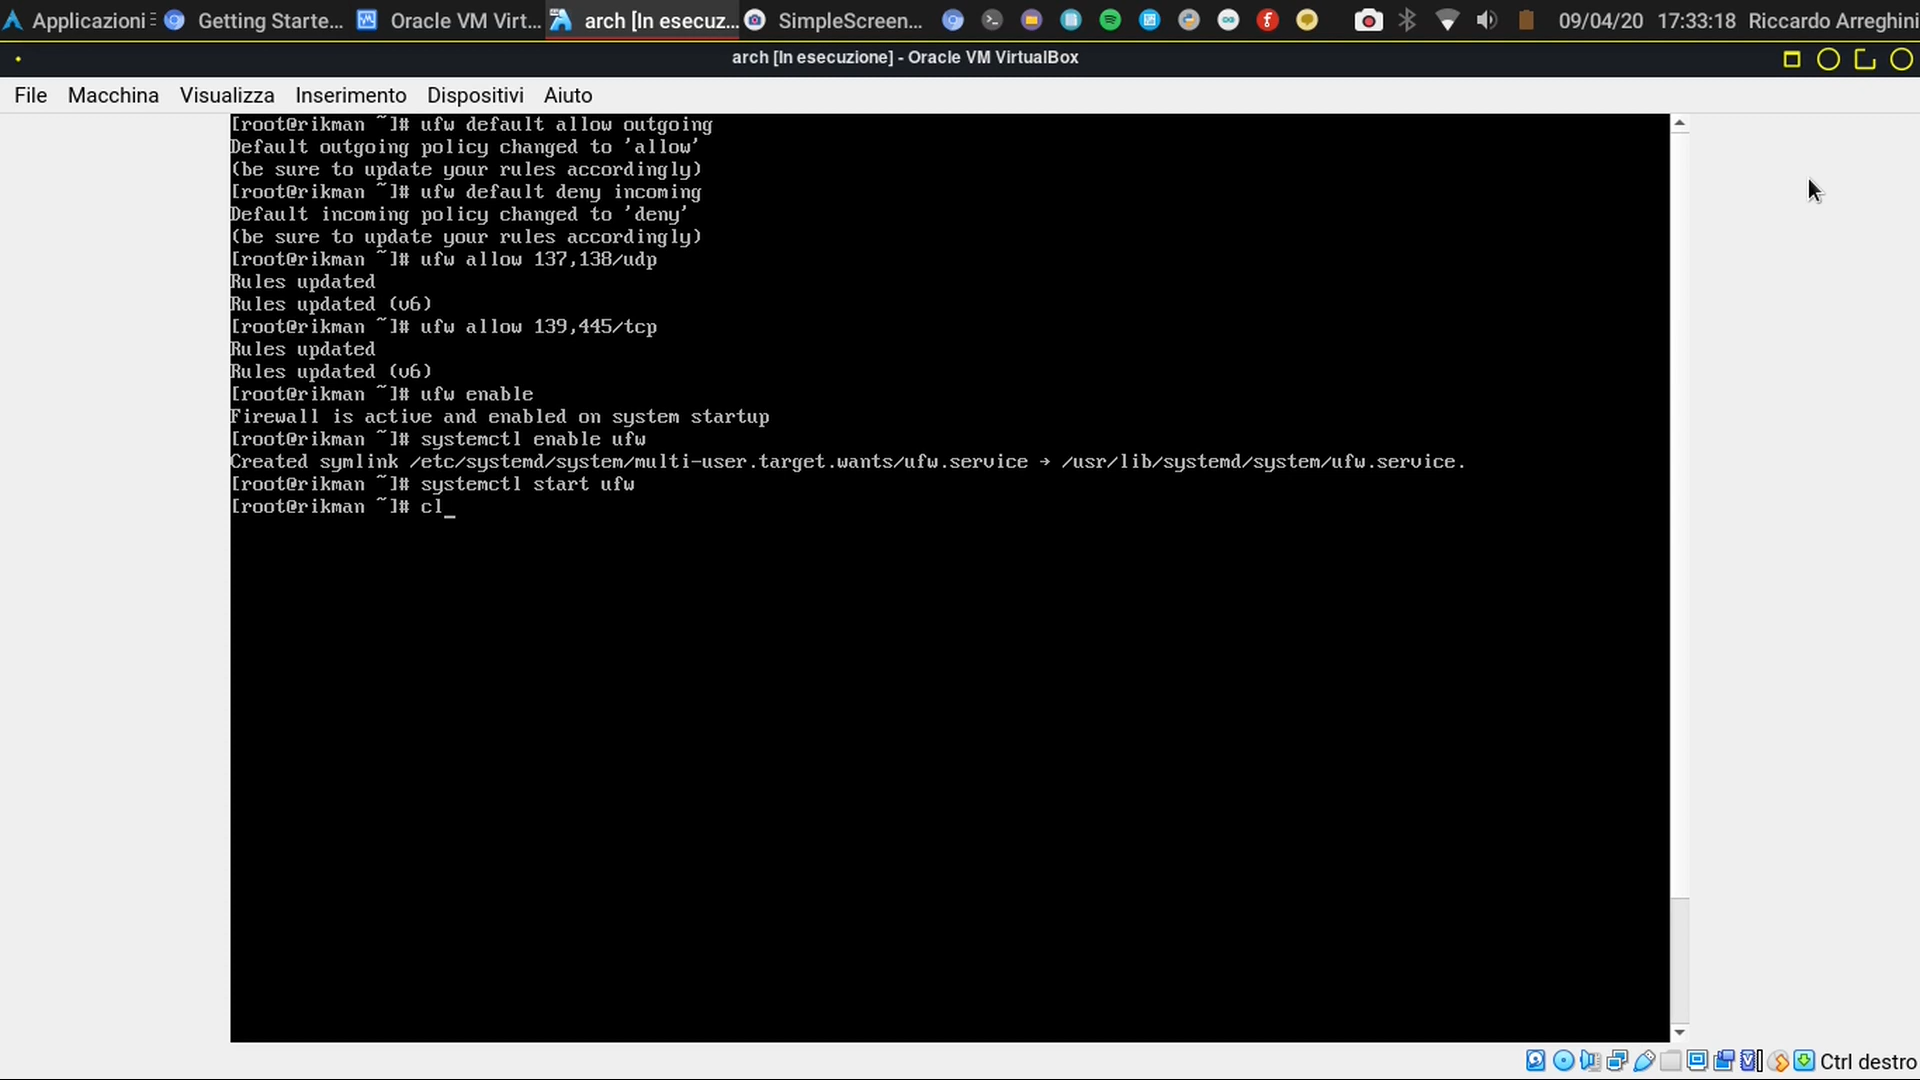 Applicazioni Getting Starte... Oracle VM Virt... arch [In esecuz... SimpleScreen... 09/04/20 17:33:18 Riccardo Arreghini
arch [In esecuzione] - Oracle VM VirtualBox
File Macchina Visualizza Inserimento Dispositivi Aiuto
[root@rikman ~]# ufw default allow outgoing
Default outgoing policy changed to 'allow'
(be sure to update your rules accordingly)
[root@rikman ~]# ufw default deny incoming
Default incoming policy changed to 'deny'
(be sure to update your rules accordingly)
[root@rikman ~]# ufw allow 137,138/udp
Rules updated
Rules updated (v6)
[root@rikman ~]# ufw allow 139,445/tcp
Rules updated
Rules updated (v6)
[root@rikman ~]# ufw enable
Firewall is active and enabled on system startup
[root@rikman ~]# systemctl enable ufw
Created symlink /etc/systemd/system/multi-user.target.wants/ufw.service → /usr/lib/systemd/system/ufw.service.
[root@rikman ~]# systemctl start ufw
[root@rikman ~]# cl_
Ctrl destro